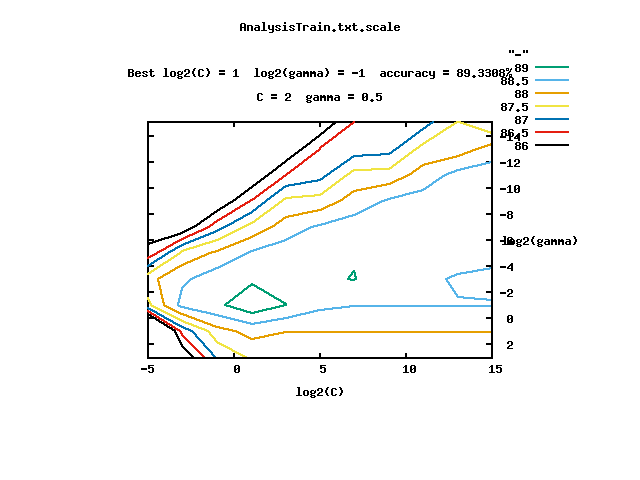 AnalysisTrain.txt.scale
"-"
Best log2(C) = 1 log2(gamma) = -1 accuracy = 89.3308%
C = 2 gamma = 0.5
89
88.5
88
87.5
87
86.5
86
-14
-12
-10
-8
-6
log2(gamma)
-4
-2
0
2
-5 0 5 10 15
log2(C)